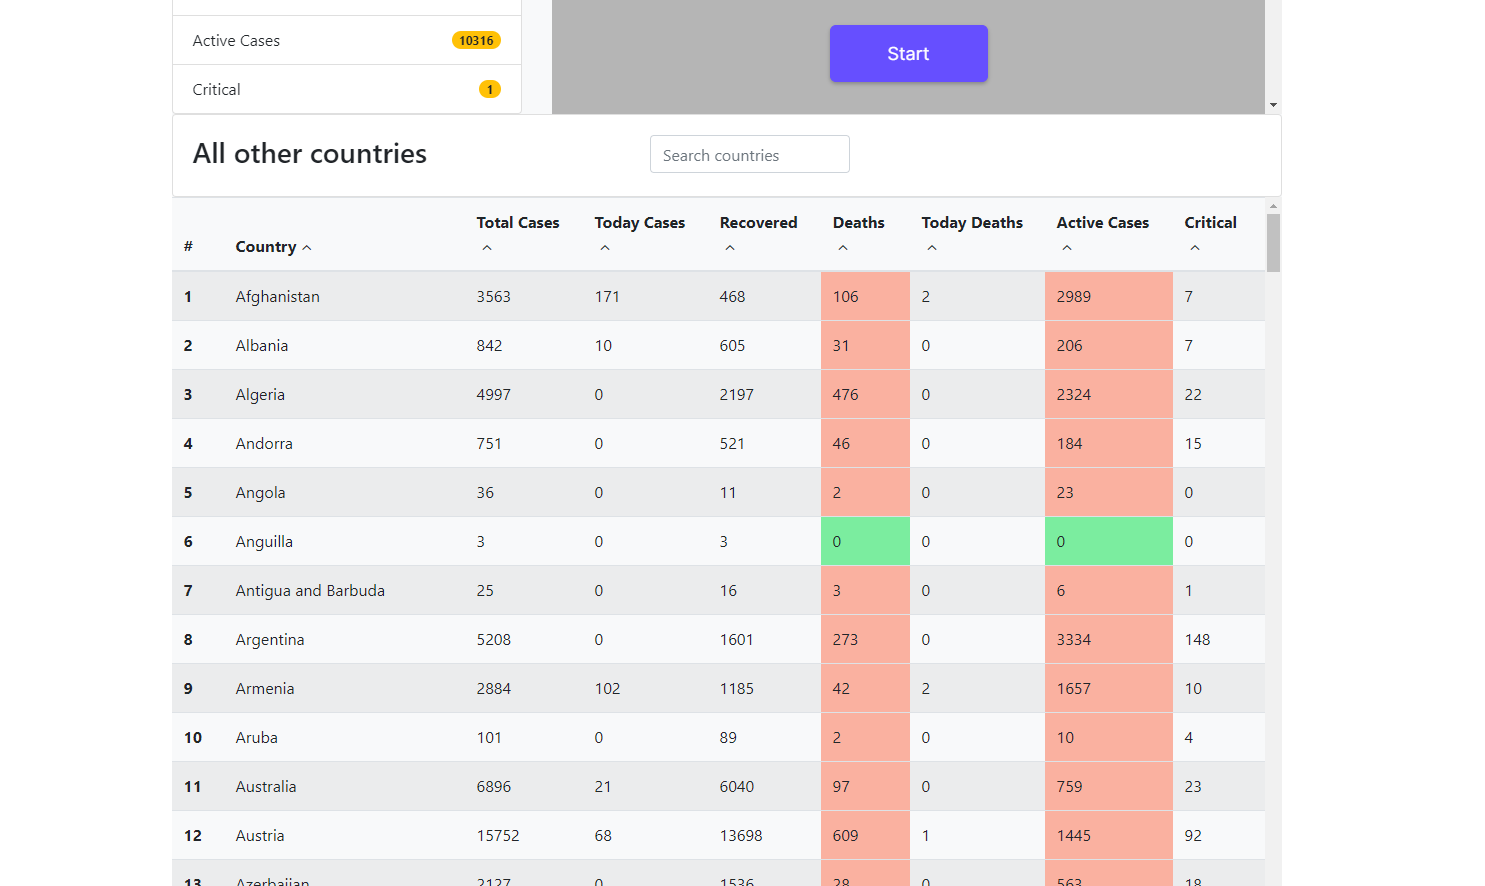 Active Cases 10316
Start
Critical 1
All other countries
Search countries
# Country Total Cases Today Cases Recovered Deaths Today Deaths Active Cases Critical
1 Afghanistan 3563 171 468 106 2 2989 7
2 Albania 842 10 605 31 0 206 7
3 Algeria 4997 0 2197 476 0 2324 22
4 Andorra 751 0 521 46 0 184 15
5 Angola 36 0 11 2 0 23 0
6 Anguilla 3 0 3 0 0 0 0
7 Antigua and Barbuda 25 0 16 3 0 6 1
8 Argentina 5208 0 1601 273 0 3334 148
9 Armenia 2884 102 1185 42 2 1657 10
10 Aruba 101 0 89 2 0 10 4
11 Australia 6896 21 6040 97 0 759 23
12 Austria 15752 68 13698 609 1 1445 92
13 Azerbaijan 2127 0 1536 28 0 563 18